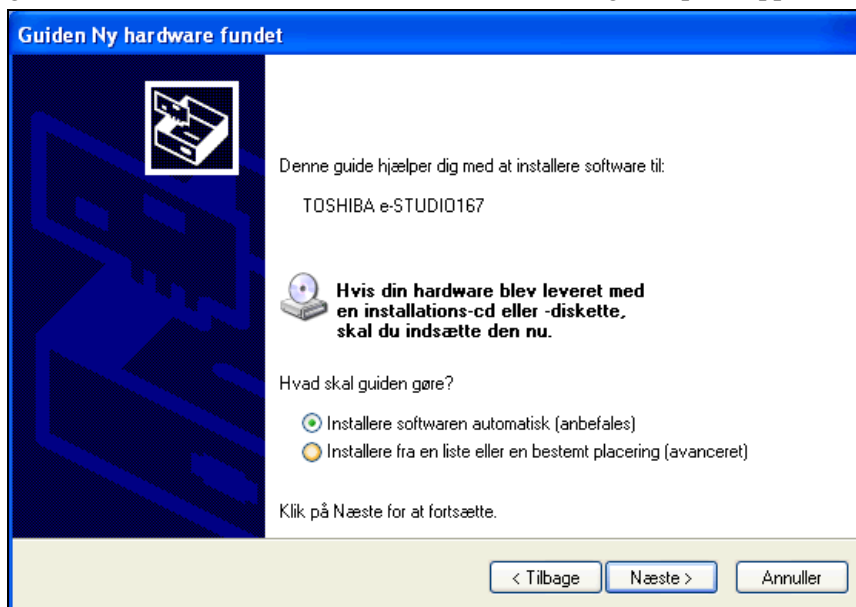 Guiden Ny hardware fundet
Denne guide hjælper dig med at installere software til:
TOSHIBA e-STUDIO167
Hvis din hardware blev leveret med
en installations-cd eller -diskette,
skal du indsætte den nu.
Hvad skal guiden gøre?
Installere softwaren automatisk (anbefales)
Installere fra en liste eller en bestemt placering (avanceret)
Klik på Næste for at fortsætte.
< Tilbage
Næste >
Annuller